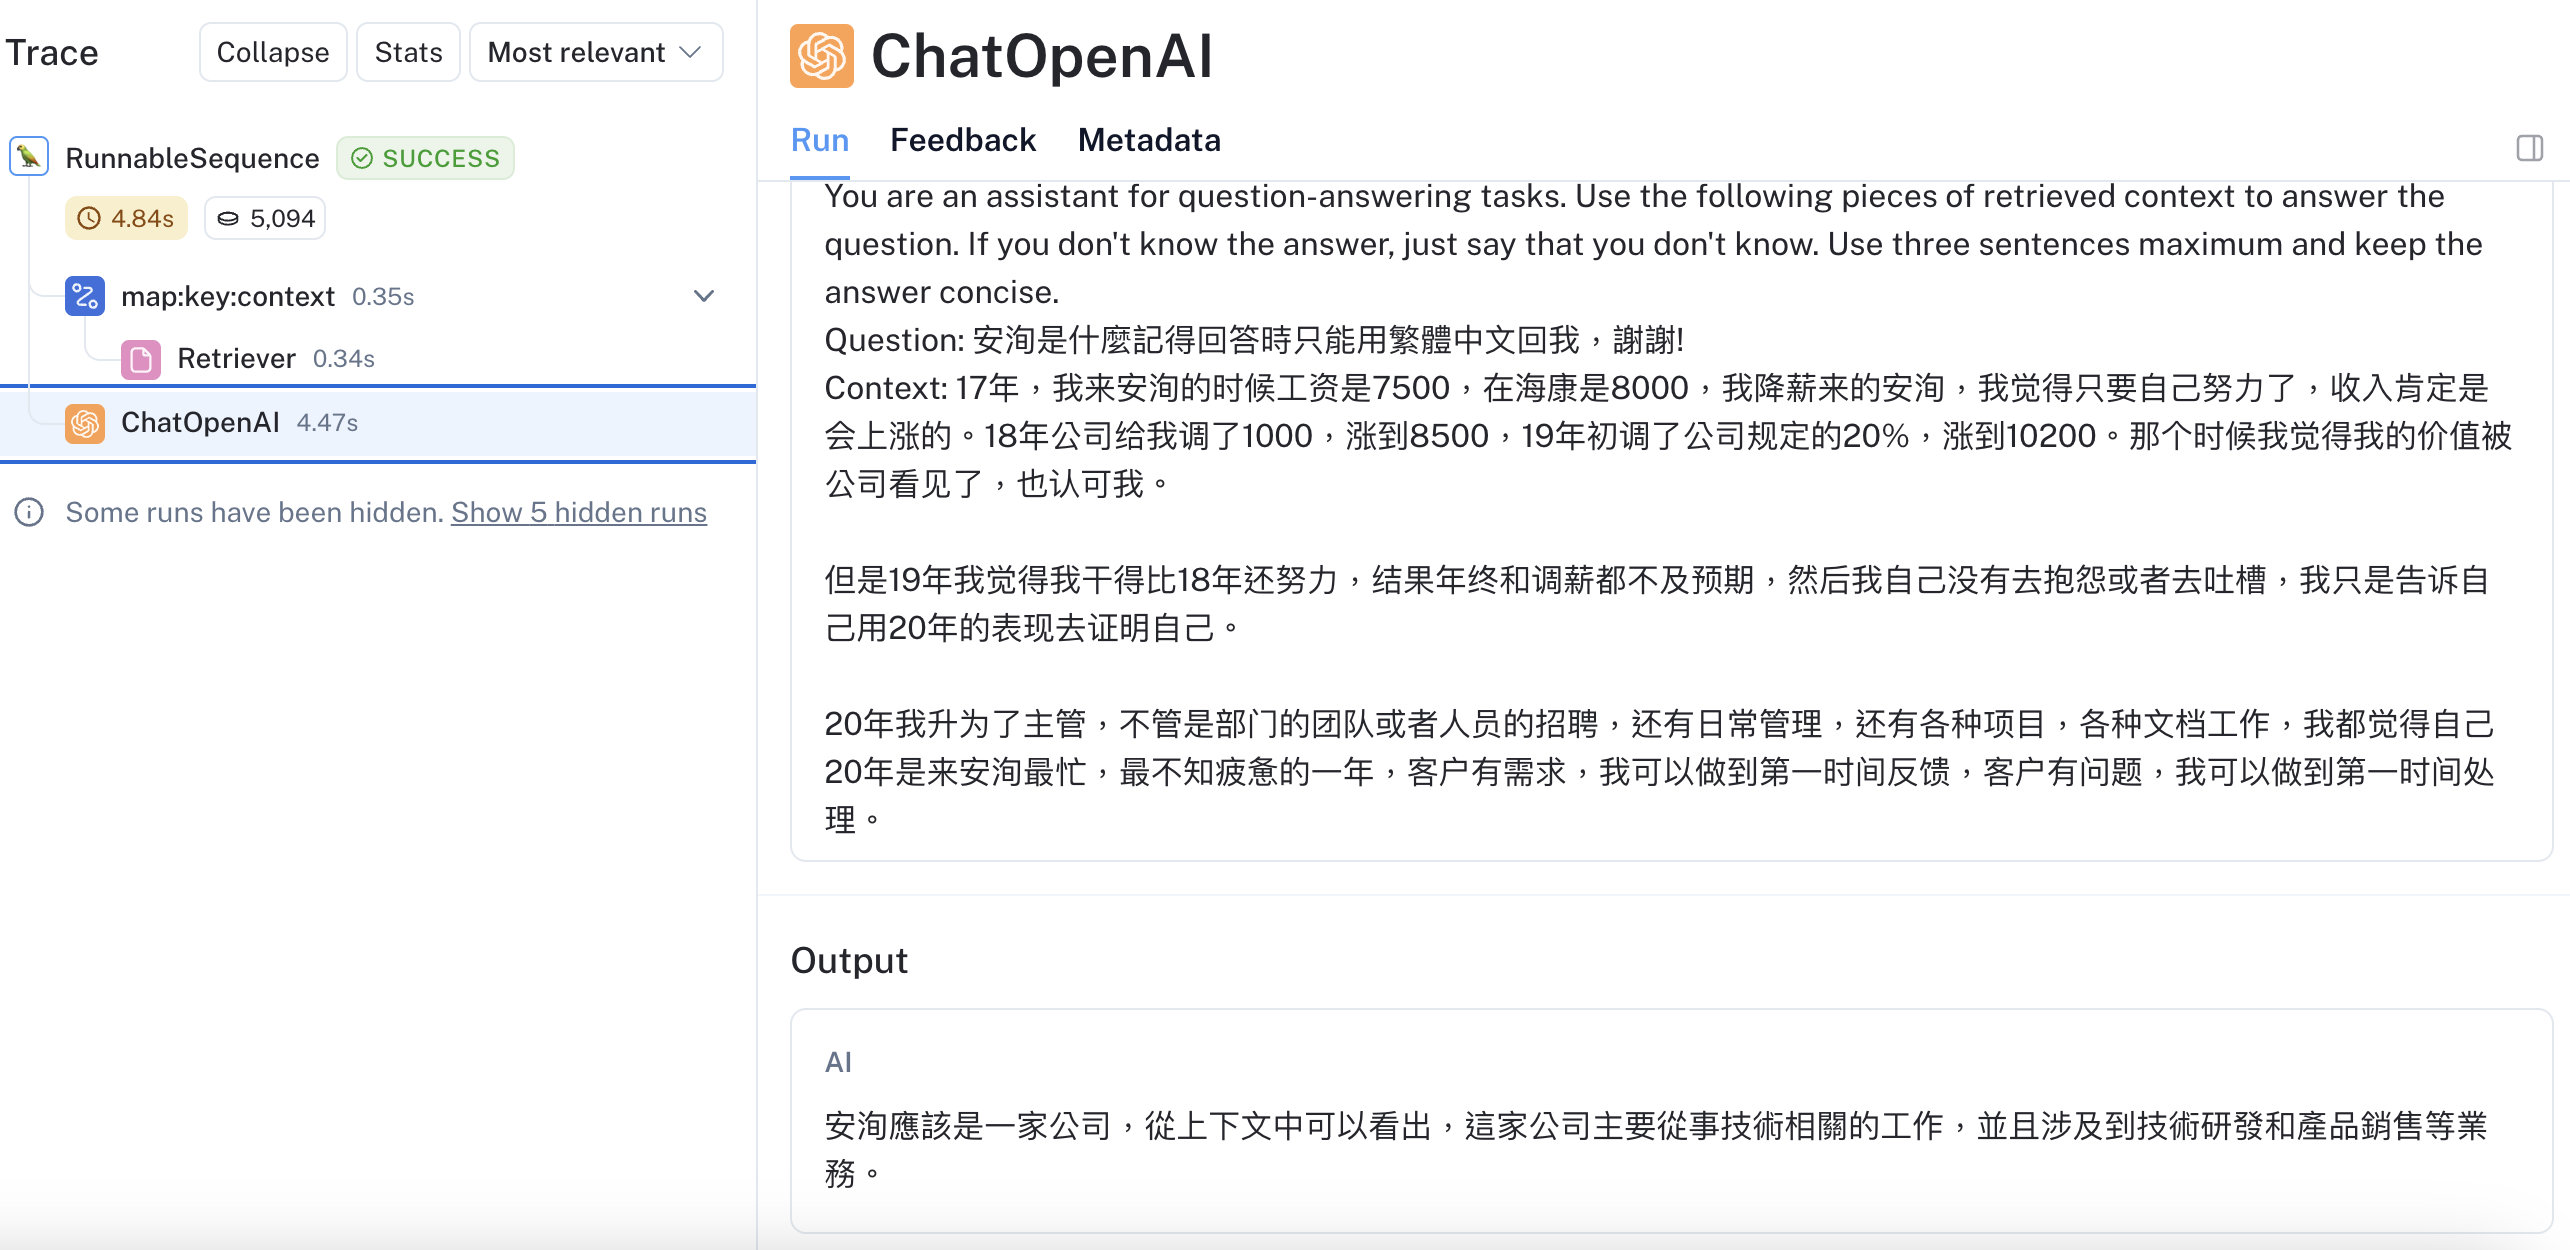 Trace
Collapse
Stats
Most relevant
RunnableSequence
SUCCESS
4.84s
5,094
map:key:context 0.35s
Retriever 0.34s
ChatOpenAI 4.47s
Some runs have been hidden. Show 5 hidden runs
ChatOpenAI
Run
Feedback
Metadata
You are an assistant for question-answering tasks. Use the following pieces of retrieved context to answer the
question. If you don't know the answer, just say that you don't know. Use three sentences maximum and keep the
answer concise.
Question: 安洵是什麼記得回答時只能用繁體中文回我，謝謝!
Context: 17年，我来安洵的时候工资是7500，在海康是8000，我降薪来的安洵，我觉得只要自己努力了，收入肯定是
会上涨的。18年公司给我调了1000，涨到8500，19年初调了公司规定的20%，涨到10200。那个时候我觉得我的价值被
公司看见了，也认可我。
但是19年我觉得我干得比18年还努力，结果年终和调薪都不及预期，然后我自己没有去抱怨或者去吐槽，我只是告诉自
己用20年的表现去证明自己。
20年我升为了主管，不管是部门的团队或者人员的招聘，还有日常管理，还有各种项目，各种文档工作，我都觉得自己
20年是来安洵最忙，最不知疲惫的一年，客户有需求，我可以做到第一时间反馈，客户有问题，我可以做到第一时间处
理。
Output
AI
安洵應該是一家公司，從上下文中可以看出，這家公司主要從事技術相關的工作，並且涉及到技術研發和產品銷售等業
務。